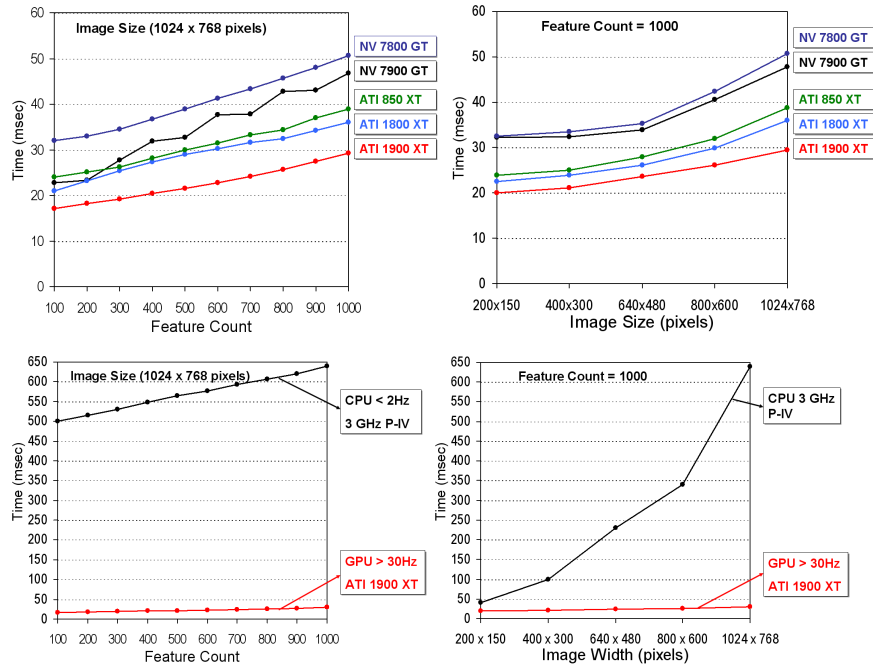 Image Size (1024 x 768 pixels)
NV 7800 GT
NV 7900 GT
ATI 850 XT
ATI 1800 XT
ATI 1900 XT
Time (msec)
60
50
40
30
20
10
0
100 200 300 400 500 600 700 800 900 1000
Feature Count
Feature Count = 1000
NV 7800 GT
NV 7900 GT
ATI 850 XT
ATI 1800 XT
ATI 1900 XT
Time (msec)
60
50
40
30
20
10
0
200x150 400x300 640x480 800x600 1024x768
Image Size (pixels)
Image Size (1024 x 768 pixels)
CPU < 2Hz
3 GHz P-IV
GPU > 30Hz
ATI 1900 XT
Time (msec)
650
600
550
500
450
400
350
300
250
200
150
100
50
0
100 200 300 400 500 600 700 800 900 1000
Feature Count
Feature Count = 1000
CPU 3 GHz
P-IV
GPU > 30Hz
ATI 1900 XT
Time (msec)
650
600
550
500
450
400
350
300
250
200
150
100
50
0
200 x 150 400 x 300 640 x 480 800 x 600 1024 x 768
Image Width (pixels)